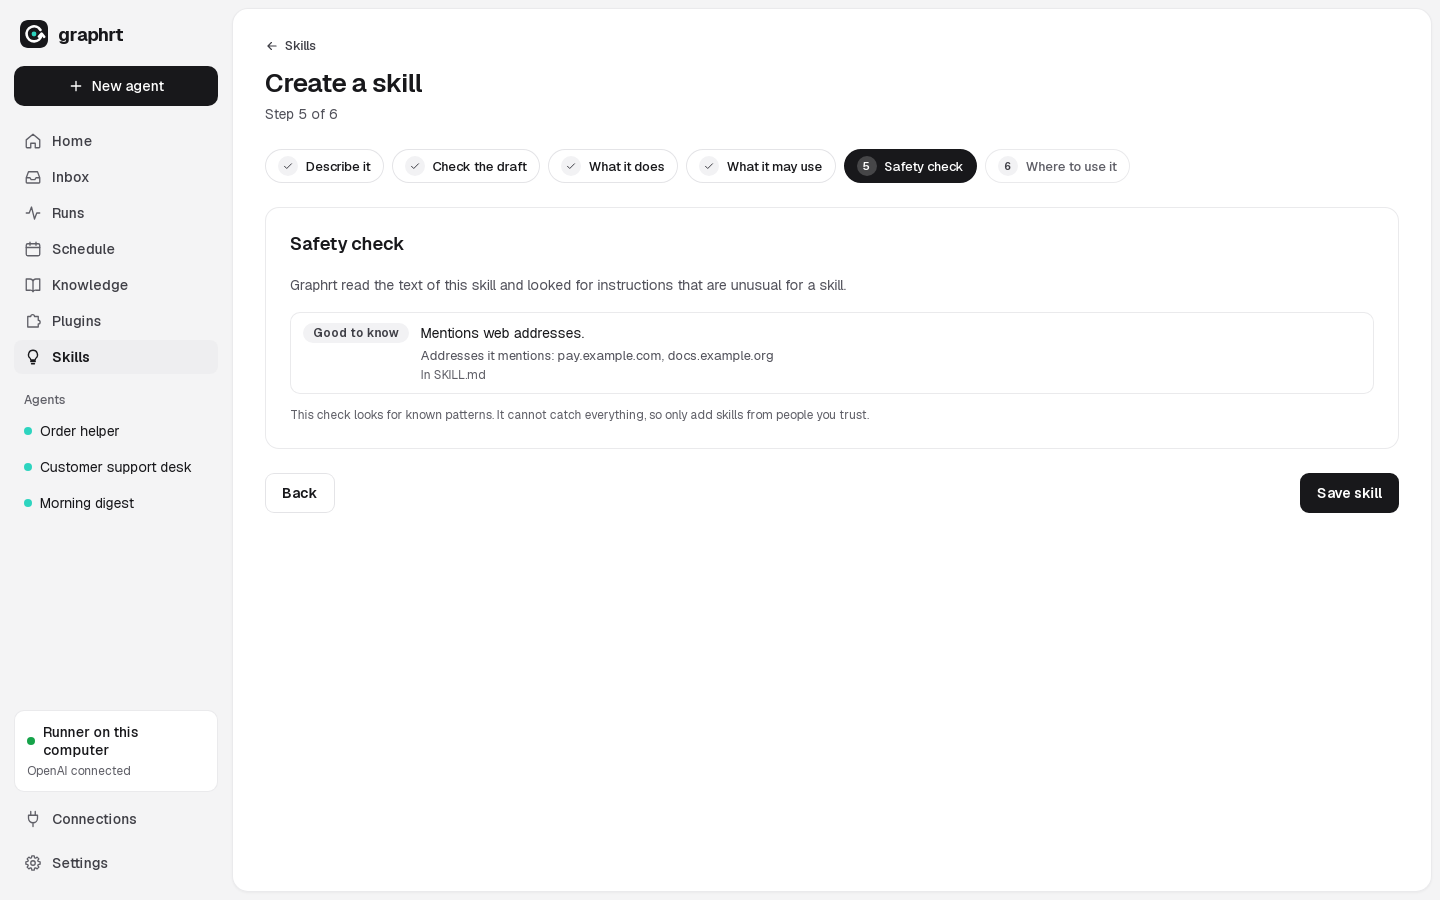 graphrt
New agent
Home
Inbox
Runs
Schedule
Knowledge
Plugins
Skills
Agents
Order helper
Customer support desk
Morning digest
Runner on this
computer
OpenAI connected
Connections
Settings
Skills
Create a skill
Step 5 of 6
Describe it
Check the draft
What it does
What it may use
5 Safety check
6 Where to use it
Safety check
Graphrt read the text of this skill and looked for instructions that are unusual for a skill.
Good to know Mentions web addresses.
Addresses it mentions: pay.example.com, docs.example.org
In SKILL.md
This check looks for known patterns. It cannot catch everything, so only add skills from people you trust.
Back
Save skill